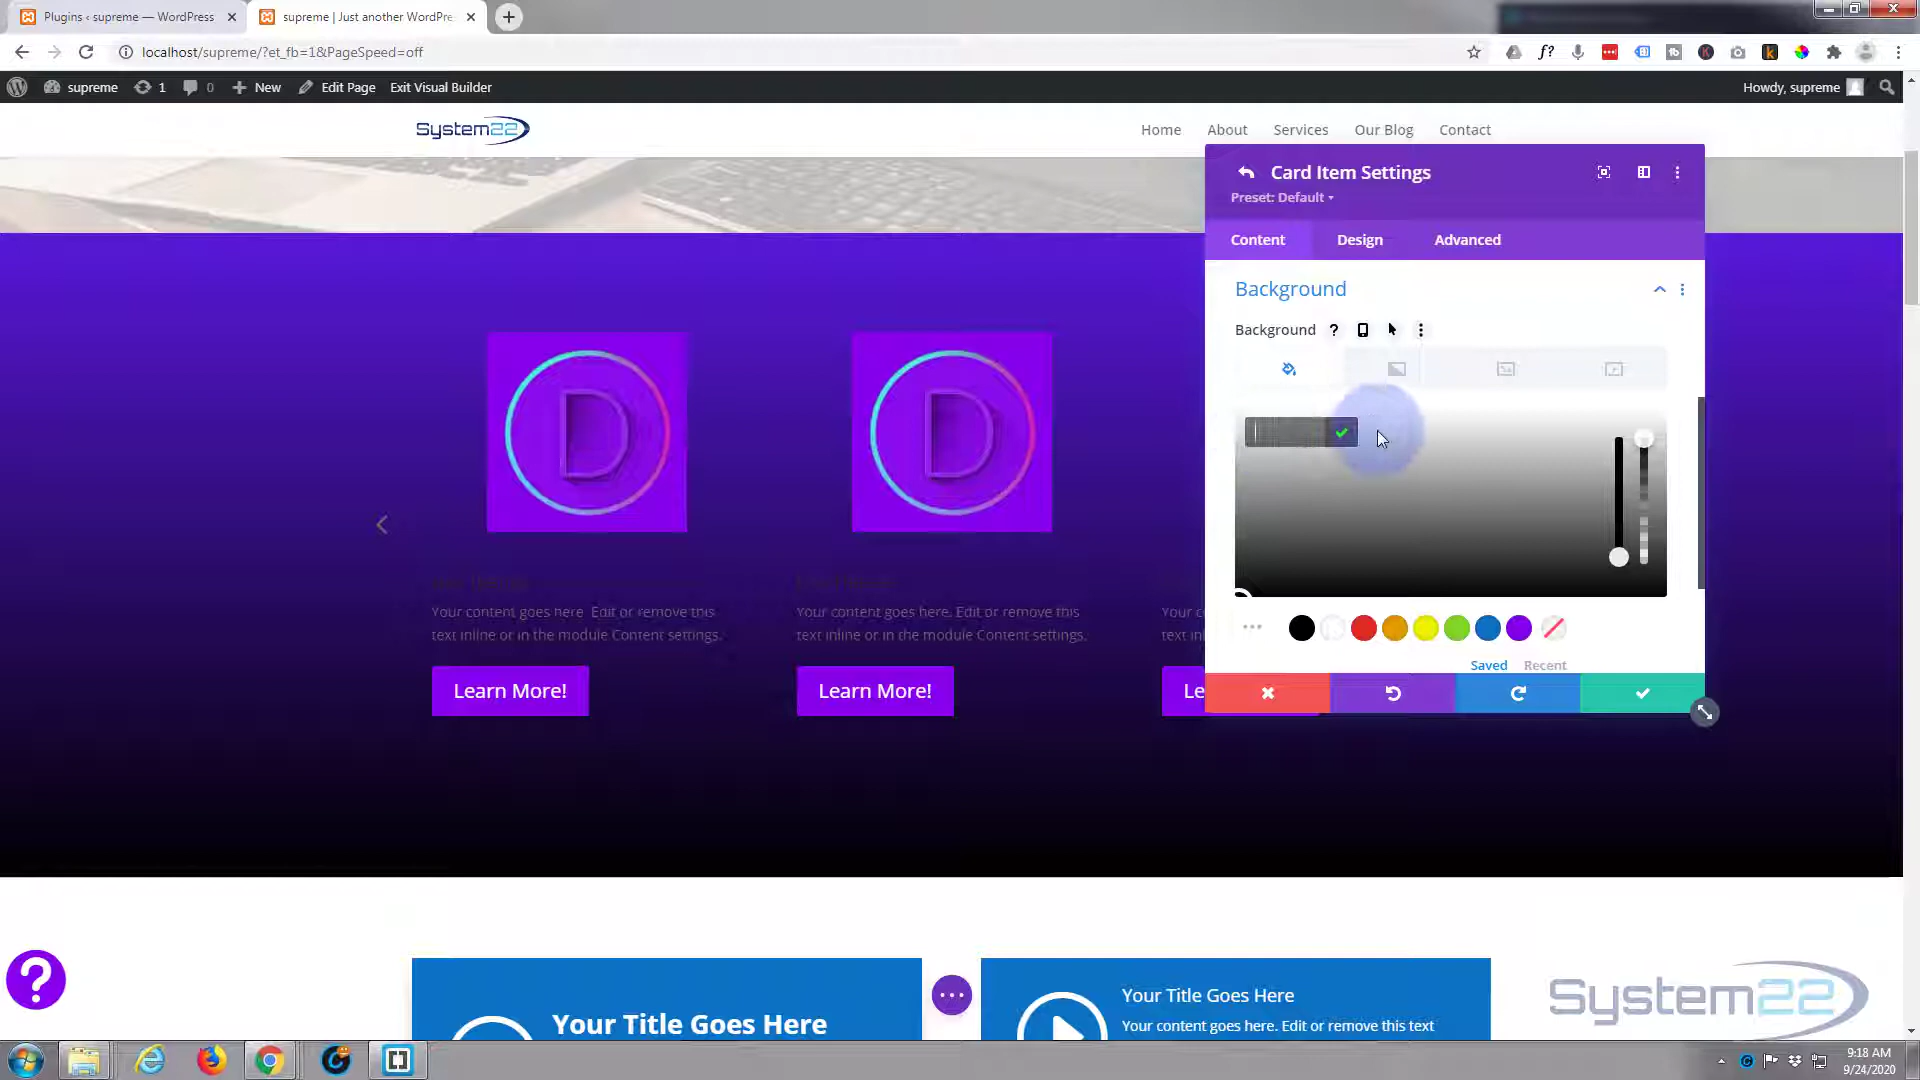 Plugins ‹ supreme — WordPress
supreme | Just another WordPre
localhost/supreme/?et_fb=1&PageSpeed=off
supreme
1
0
New
Edit Page
Exit Visual Builder
Howdy, supreme
System22
Home
About
Services
Our Blog
Contact
Card Item Settings
Preset: Default
Content
Design
Advanced
Background
Background
D
D
Your content goes here. Edit or remove this
text inline or in the module Content settings.
Learn More!
Your content goes here. Edit or remove this
text inline or in the module Content settings.
Learn More!
Your c
text in
Le
Saved
Recent
Your Title Goes Here
Your Title Goes Here
Your content goes here. Edit or remove this text
System22
9:18 AM
9/24/2020